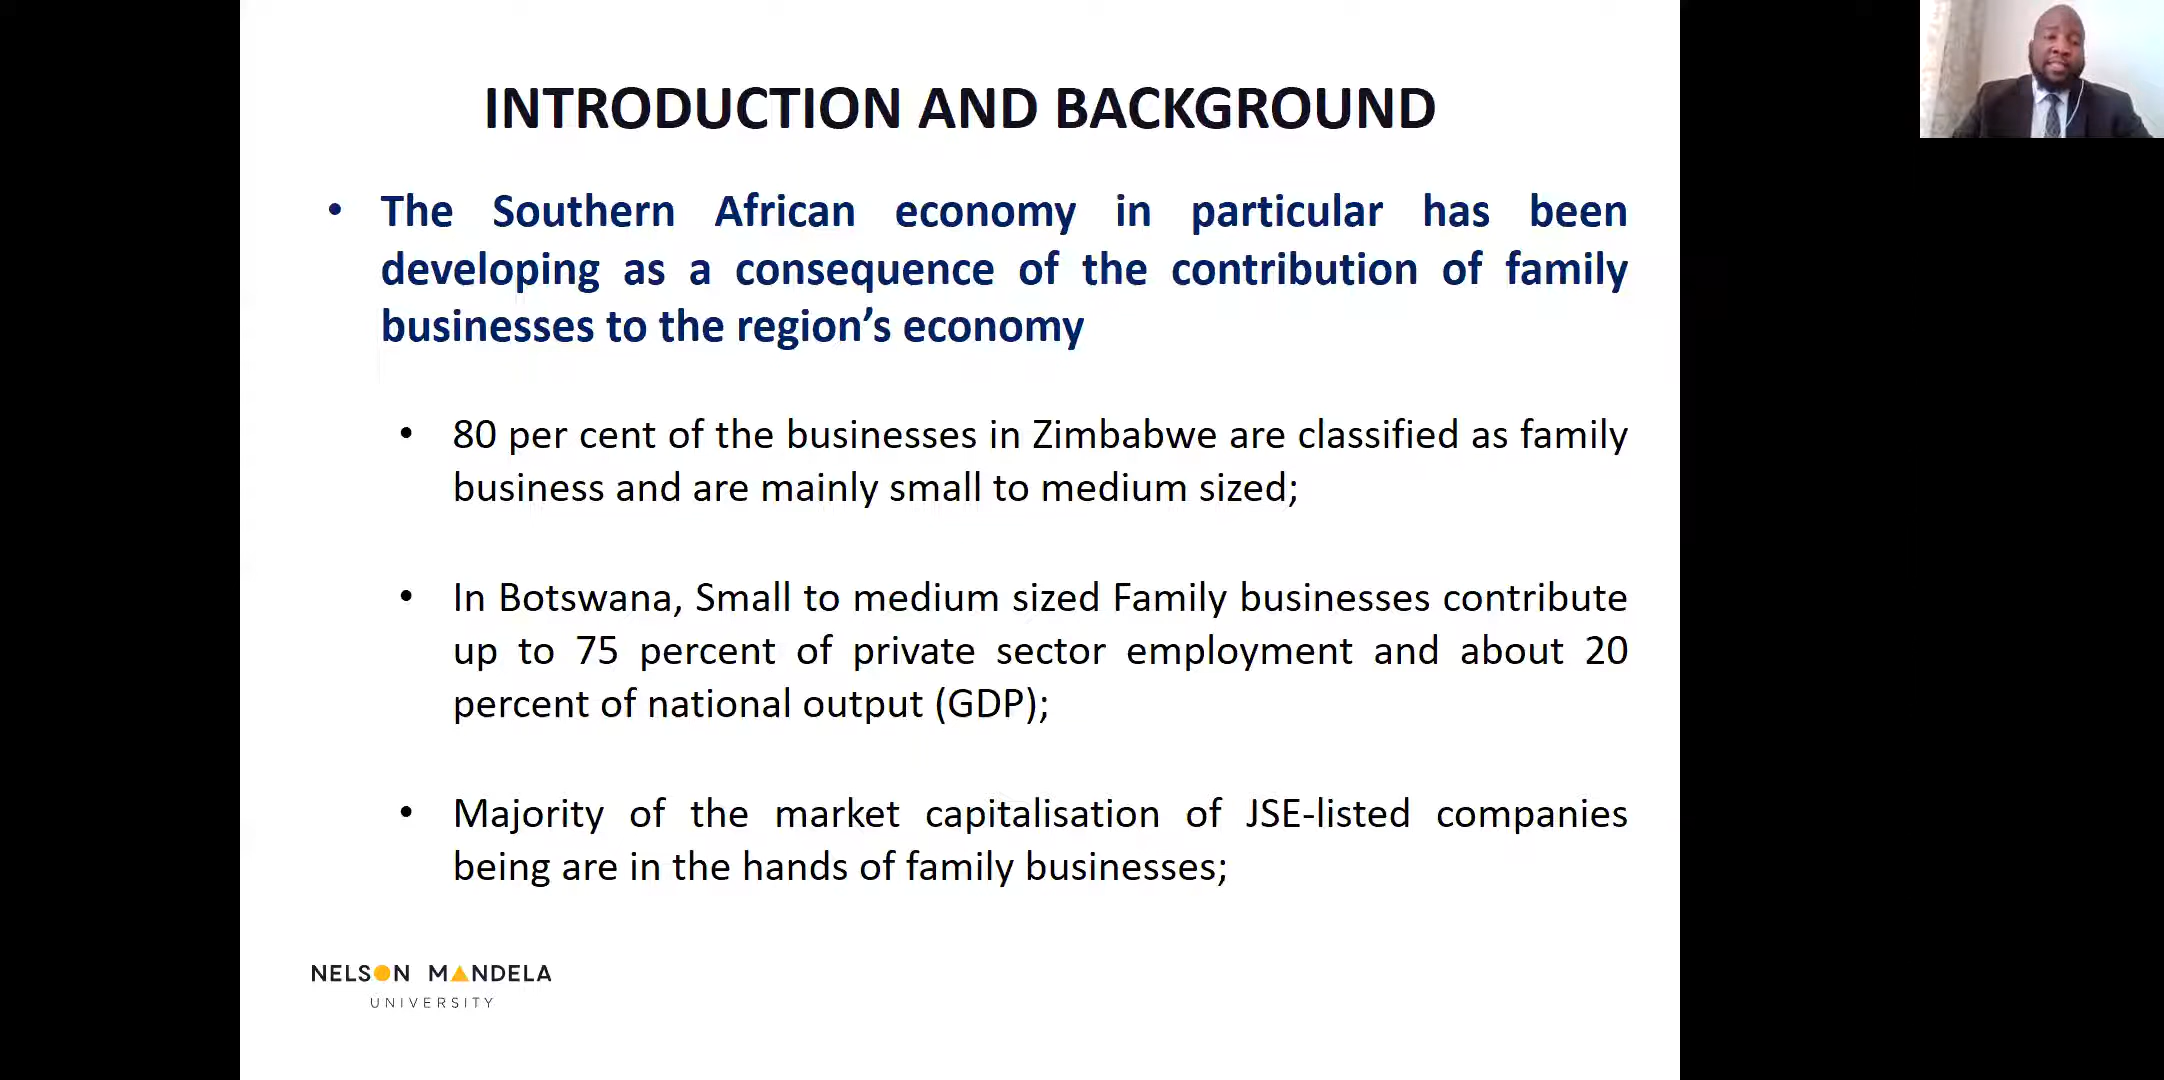 INTRODUCTION AND BACKGROUND
• The Southern African economy in particular has been
developing as a consequence of the contribution of family
businesses to the region’s economy
• 80 per cent of the businesses in Zimbabwe are classified as family
business and are mainly small to medium sized;
• In Botswana, Small to medium sized Family businesses contribute
up to 75 percent of private sector employment and about 20
percent of national output (GDP);
• Majority of the market capitalisation of JSE-listed companies
being are in the hands of family businesses;
NELSON MANDELA
UNIVERSITY